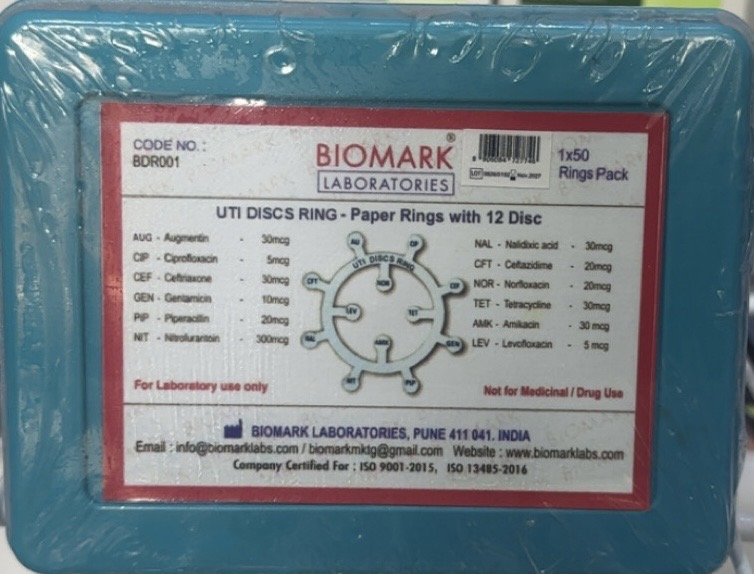 CODE NO. :
BDR001
BIOMARK®
LABORATORIES
LOT
Nov. 2027
1x50
Rings Pack
UTI DISCS RING - Paper Rings with 12 Disc
AUG - Augmentin - 30mcg
CIP - Ciprofloxacin - 5mcg
CEF - Ceftriaxone - 30mcg
GEN - Gentamicin - 10mcg
PIP - Piperacillin - 20mcg
NIT - Nitrofurantoin - 300mcg
UTI DISCS RING
AU
CIP
CEF
GEN
PIP
NIT
NAL
CFT
NOR
TET
AMK
LEV
NAL - Nalidixic acid - 30mcg
CFT - Ceftazidime - 20mcg
NOR - Norfloxacin - 20mcg
TET - Tetracycline - 30mcg
AMK - Amikacin - 30 mcg
LEV - Levofloxacin - 5 mcg
For Laboratory use only
Not for Medicinal / Drug Use
BIOMARK LABORATORIES, PUNE 411 041. INDIA
Email : info@biomarklabs.com / biomarkmktg@gmail.com Website : www.biomarklabs.com
Company Certified For : ISO 9001-2015, ISO 13485-2016